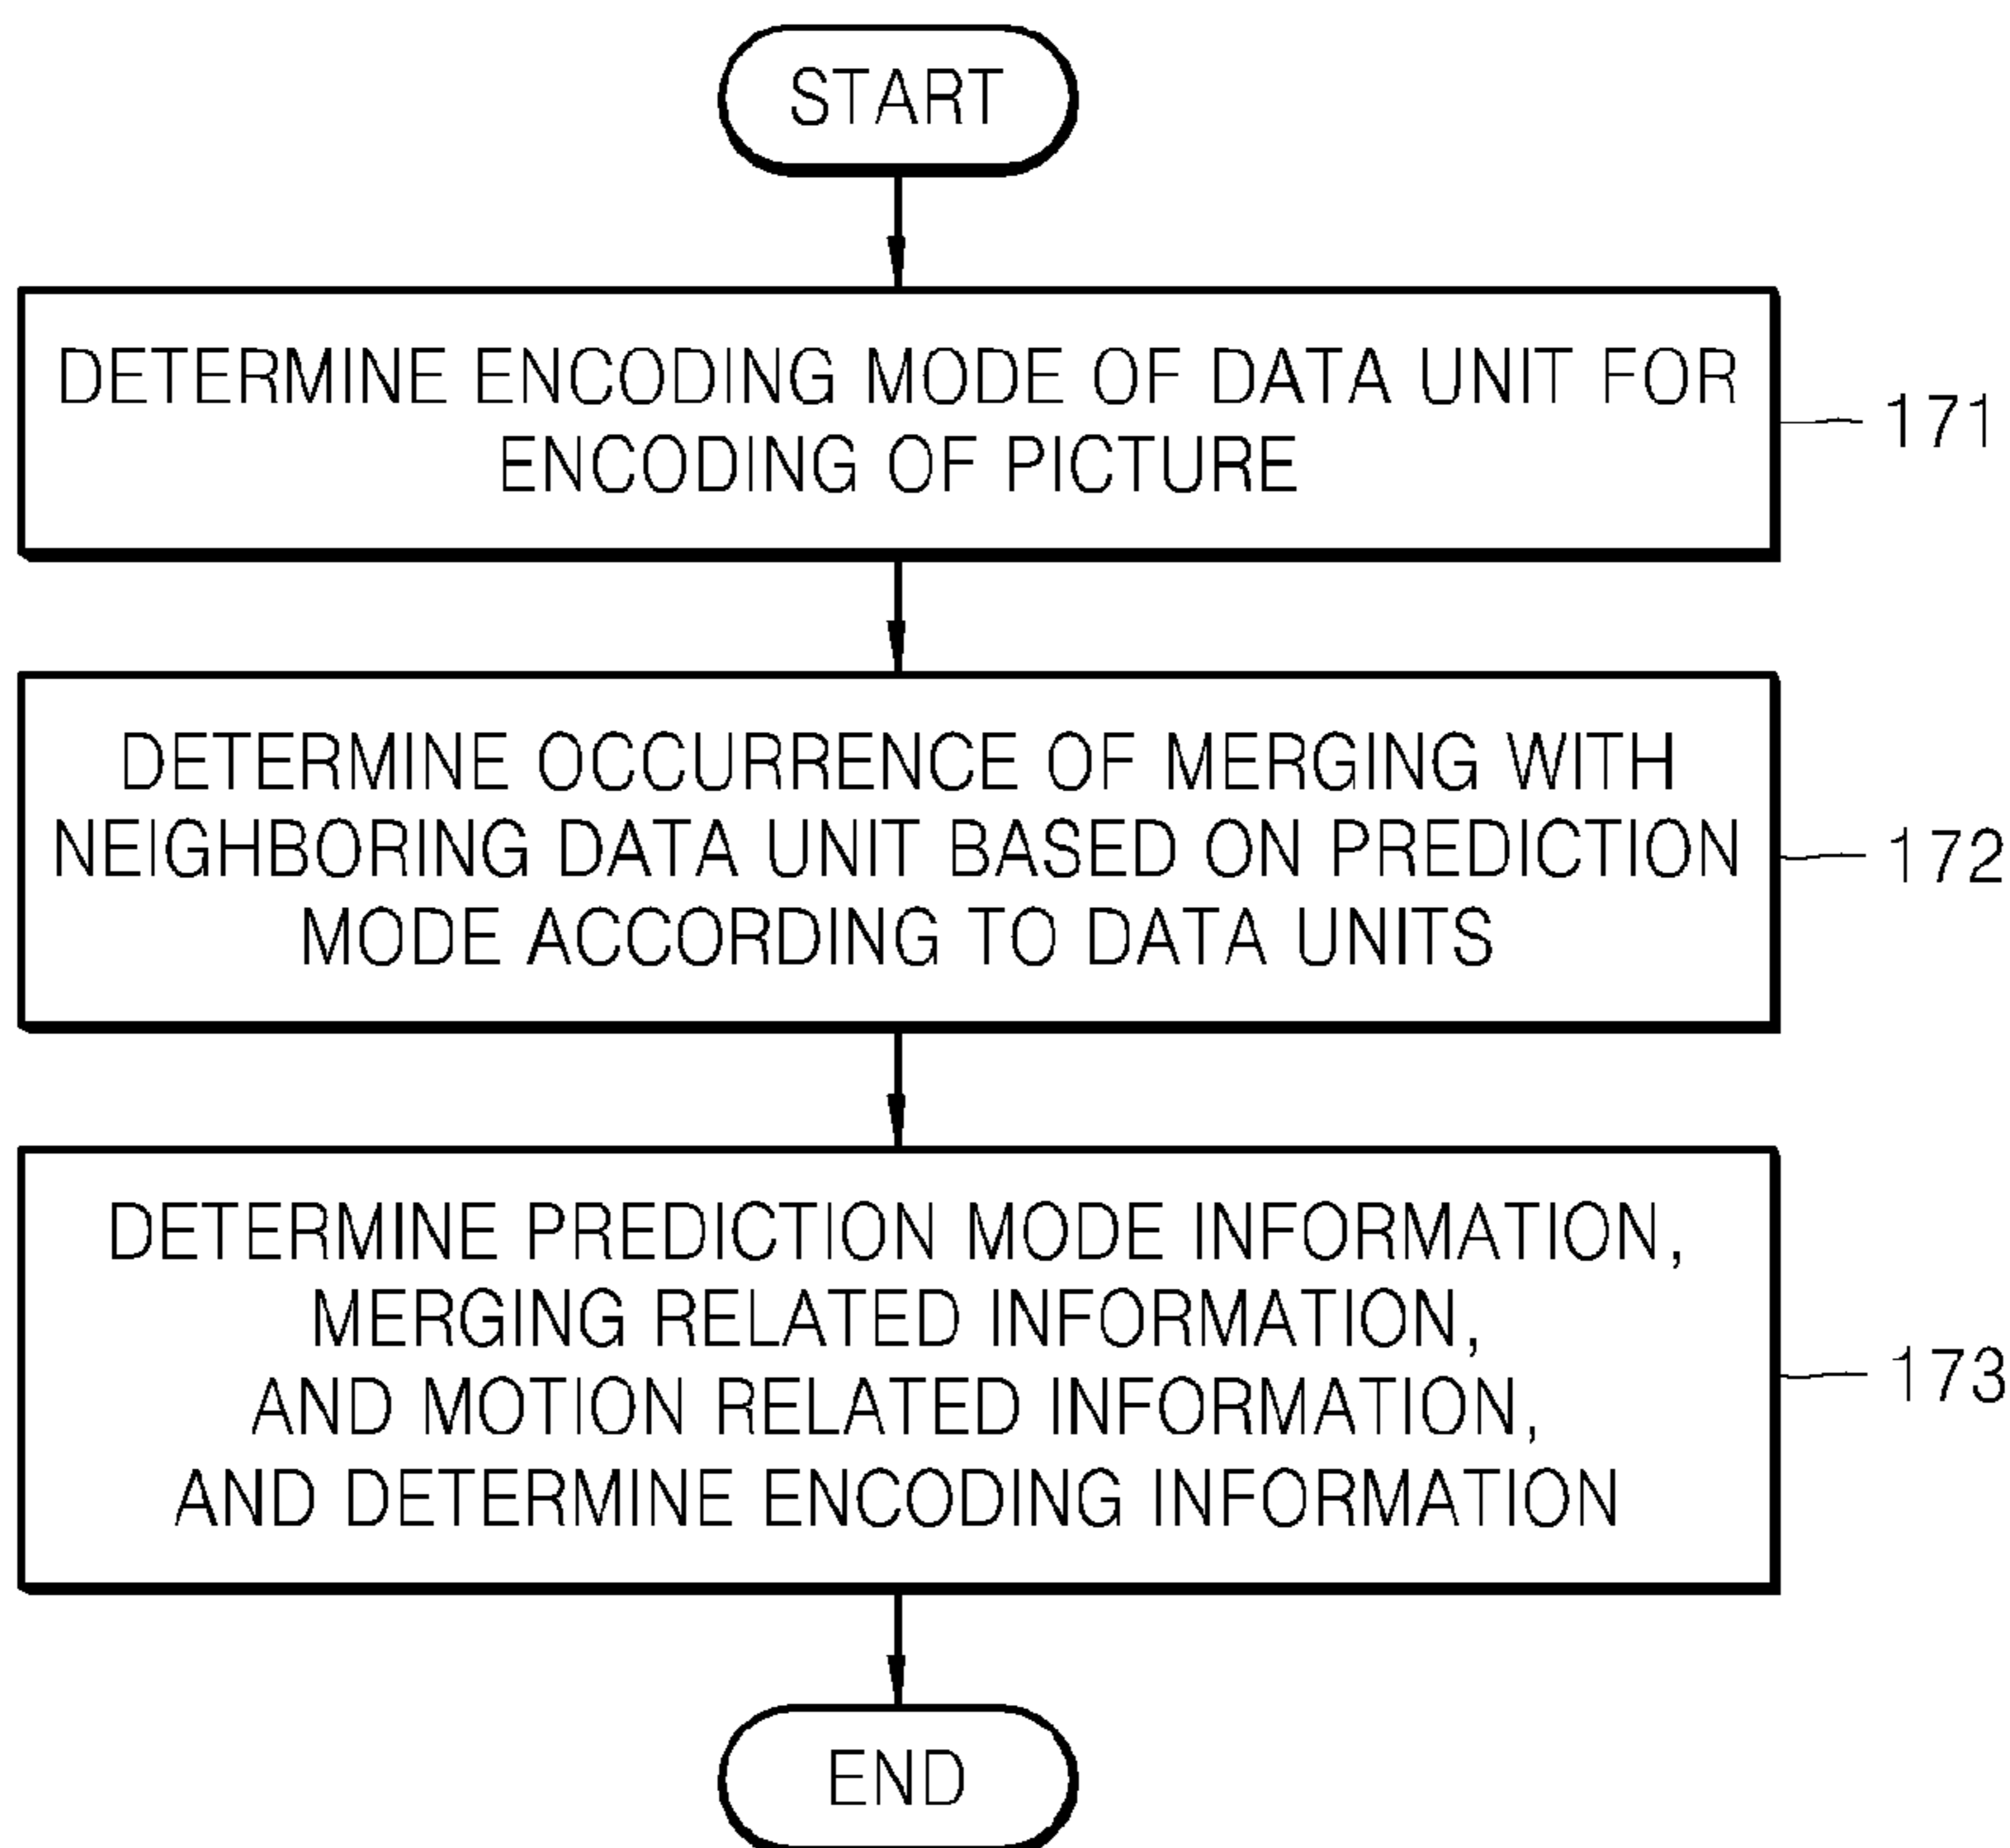 START
DETERMINE ENCODING MODE OF DATA UNIT FOR
ENCODING OF PICTURE
171
DETERMINE OCCURRENCE OF MERGING WITH
NEIGHBORING DATA UNIT BASED ON PREDICTION
MODE ACCORDING TO DATA UNITS
172
DETERMINE PREDICTION MODE INFORMATION,
MERGING RELATED INFORMATION,
AND MOTION RELATED INFORMATION,
AND DETERMINE ENCODING INFORMATION
173
END